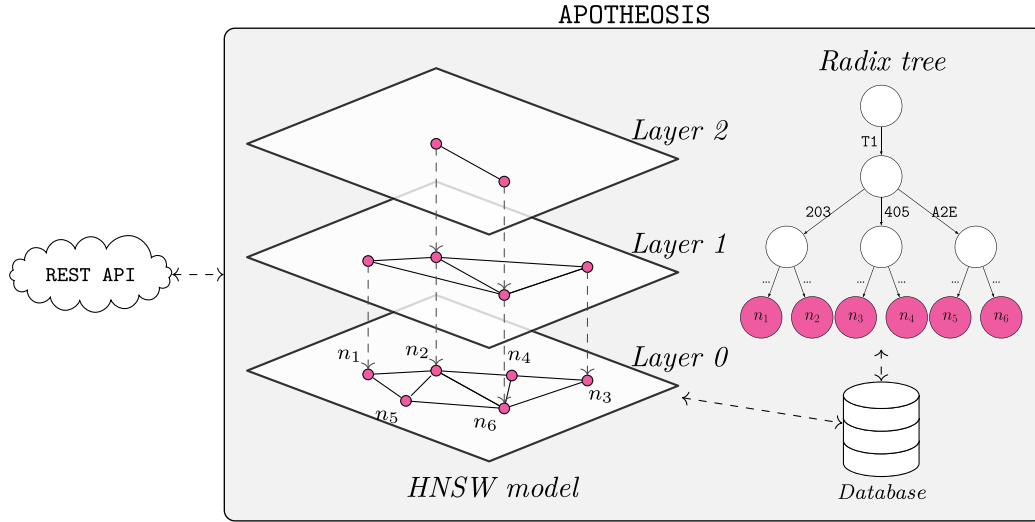 APOTHEOSIS
Radix tree
Layer 2
T1
203
405
A2E
Layer 1
REST API
... ... ... ... ... ...
n1 n2 n3 n4 n5 n6
Layer 0
n1
n2
n4
n3
n5
n6
HNSW model
Database